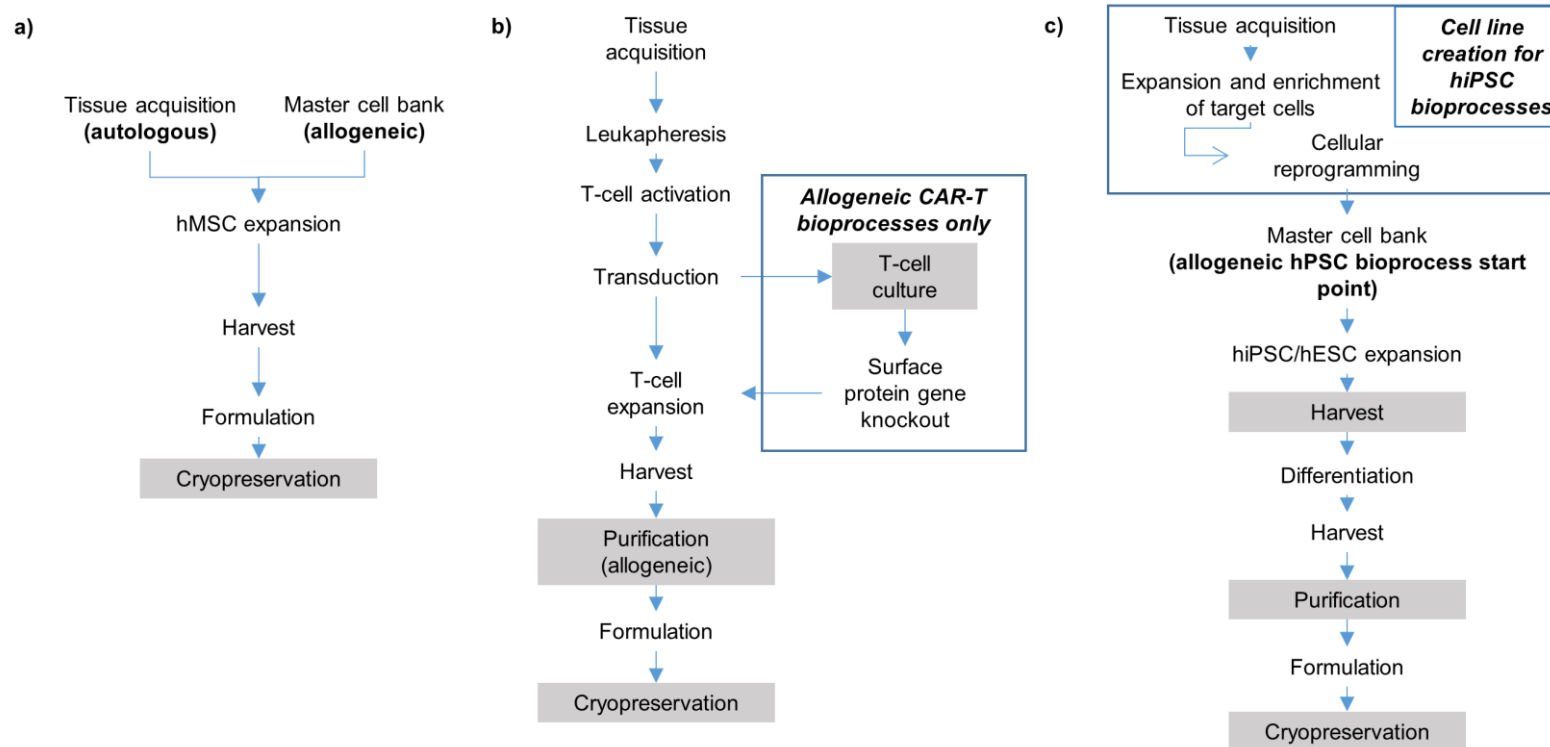 a)
Tissue acquisition
(autologous)
Master cell bank
(allogeneic)
hMSC expansion
Harvest
Formulation
Cryopreservation
b)
Tissue
acquisition
Leukapheresis
T-cell activation
Transduction
Allogeneic CAR-T
bioprocesses only
T-cell
culture
Surface
protein gene
knockout
T-cell
expansion
Harvest
Purification
(allogeneic)
Formulation
Cryopreservation
c)
Tissue acquisition
Cell line
creation for
hiPSC
bioprocesses
Expansion and enrichment
of target cells
Cellular
reprogramming
Master cell bank
(allogeneic hPSC bioprocess start
point)
hiPSC/hESC expansion
Harvest
Differentiation
Harvest
Purification
Formulation
Cryopreservation